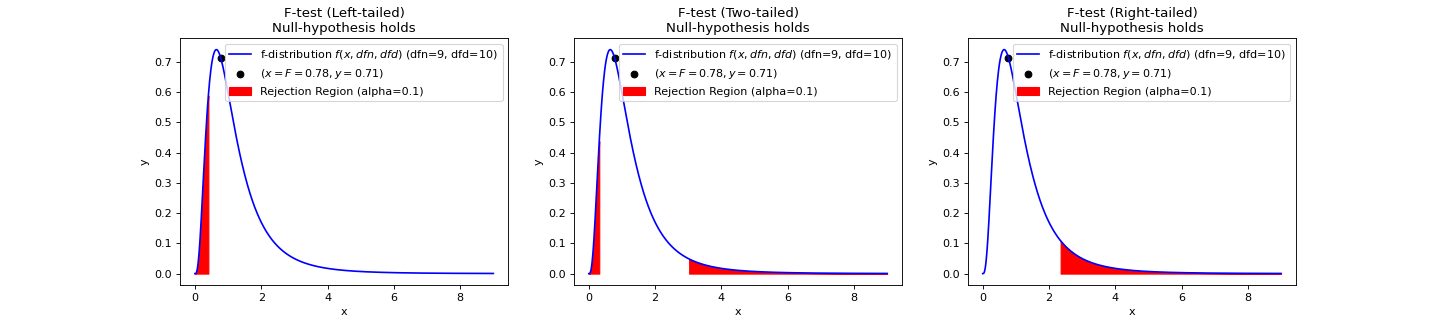 F-test (Left-tailed)
Null-hypothesis holds
f-distribution f(x, dfn, dfd) (dfn=9, dfd=10)
(x = F = 0.78, y = 0.71)
Rejection Region (alpha=0.1)
0.7
0.6
0.5
0.4
0.3
0.2
0.1
0.0
y
0 2 4 6 8
x
F-test (Two-tailed)
Null-hypothesis holds
f-distribution f(x, dfn, dfd) (dfn=9, dfd=10)
(x = F = 0.78, y = 0.71)
Rejection Region (alpha=0.1)
0.7
0.6
0.5
0.4
0.3
0.2
0.1
0.0
y
0 2 4 6 8
x
F-test (Right-tailed)
Null-hypothesis holds
f-distribution f(x, dfn, dfd) (dfn=9, dfd=10)
(x = F = 0.78, y = 0.71)
Rejection Region (alpha=0.1)
0.7
0.6
0.5
0.4
0.3
0.2
0.1
0.0
y
0 2 4 6 8
x